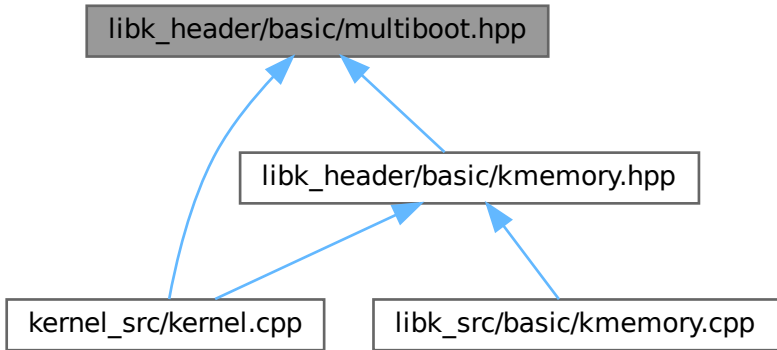 libk_header/basic/multiboot.hpp
libk_header/basic/kmemory.hpp
kernel_src/kernel.cpp
libk_src/basic/kmemory.cpp